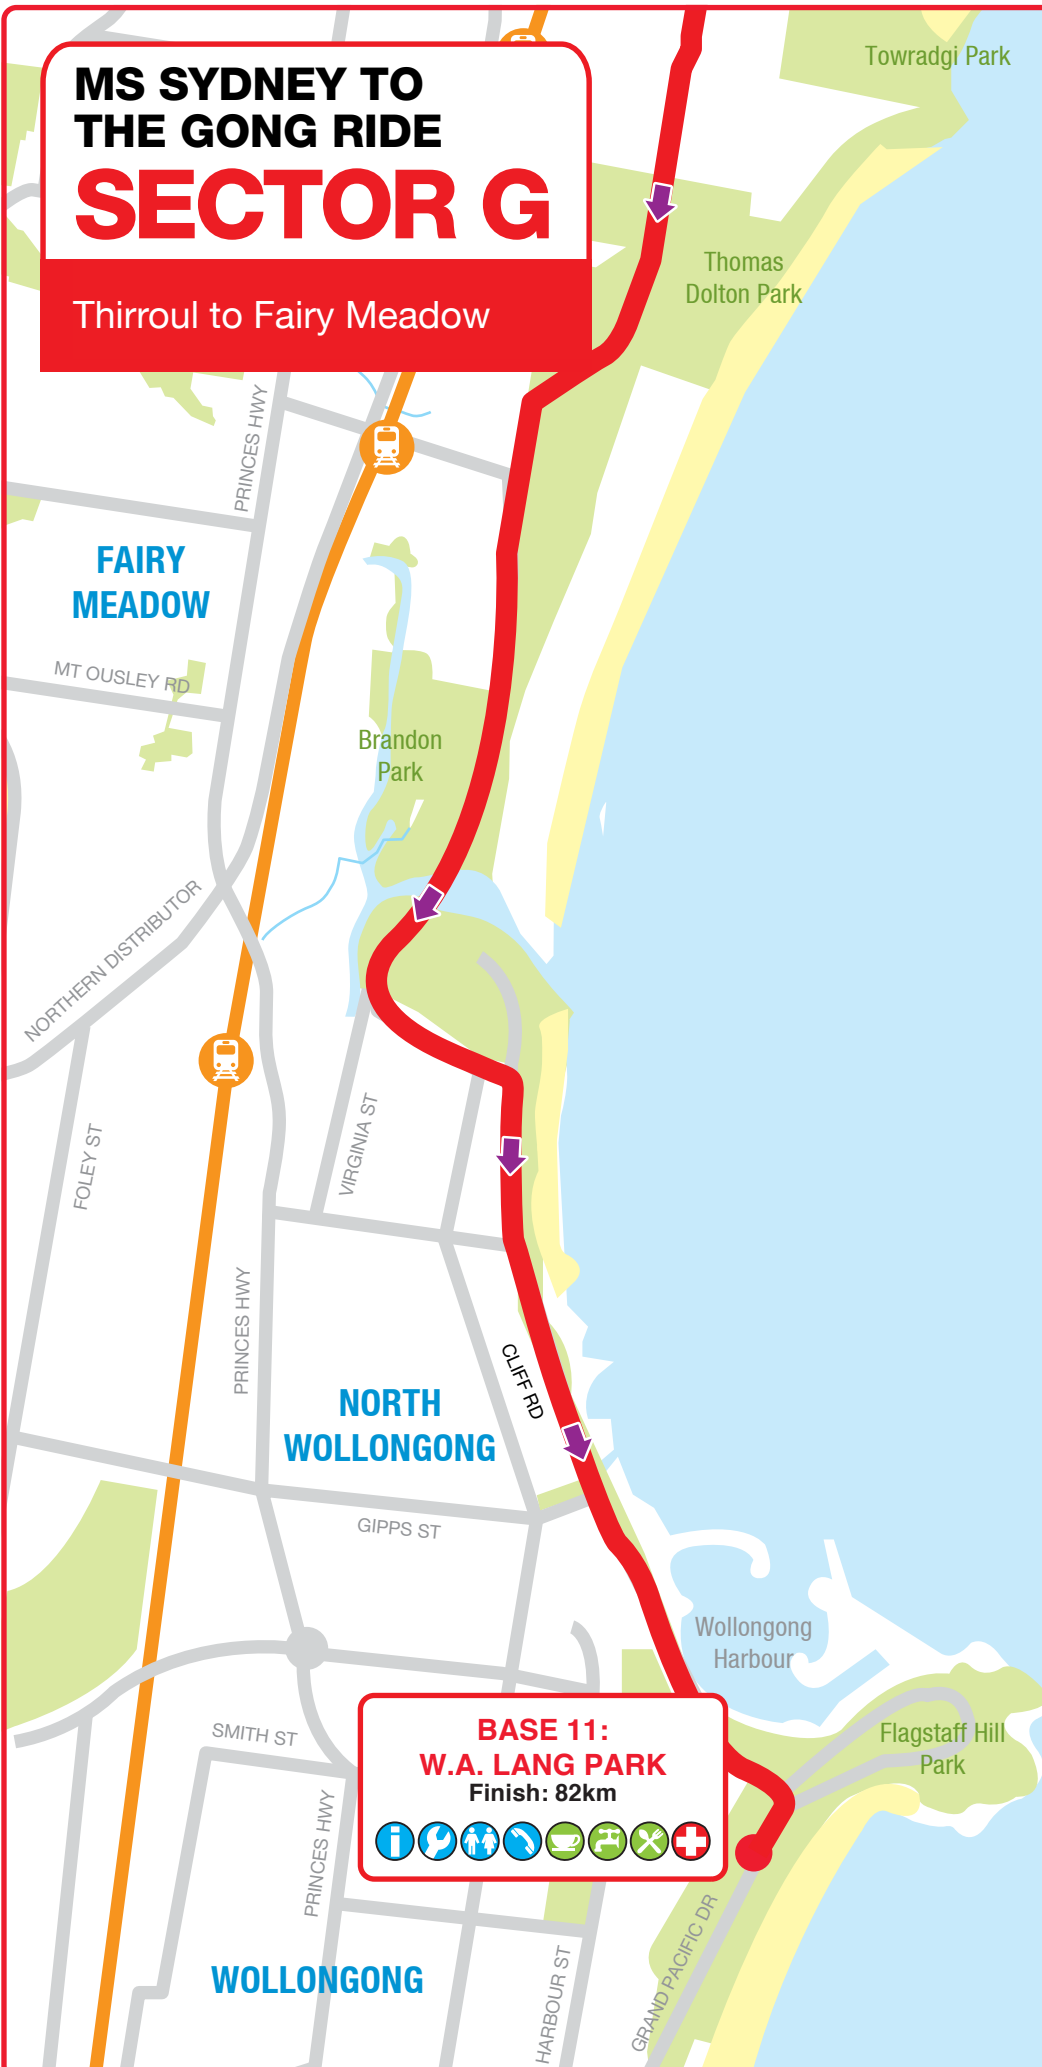 MS SYDNEY TO
THE GONG RIDE
SECTOR G
Thirroul to Fairy Meadow
Towradgi Park
Thomas
Dolton Park
PRINCES HWY
FAIRY
MEADOW
MT OUSLEY RD
Brandon
Park
NORTHERN DISTRIBUTOR
FOLEY ST
VIRGINIA ST
PRINCES HWY
CLIFF RD
NORTH
WOLLONGONG
GIPPS ST
Wollongong
Harbour
SMITH ST
BASE 11:
W.A. LANG PARK
Finish: 82km
Flagstaff Hill
Park
PRINCES HWY
GRAND PACIFIC DR
HARBOUR ST
WOLLONGONG